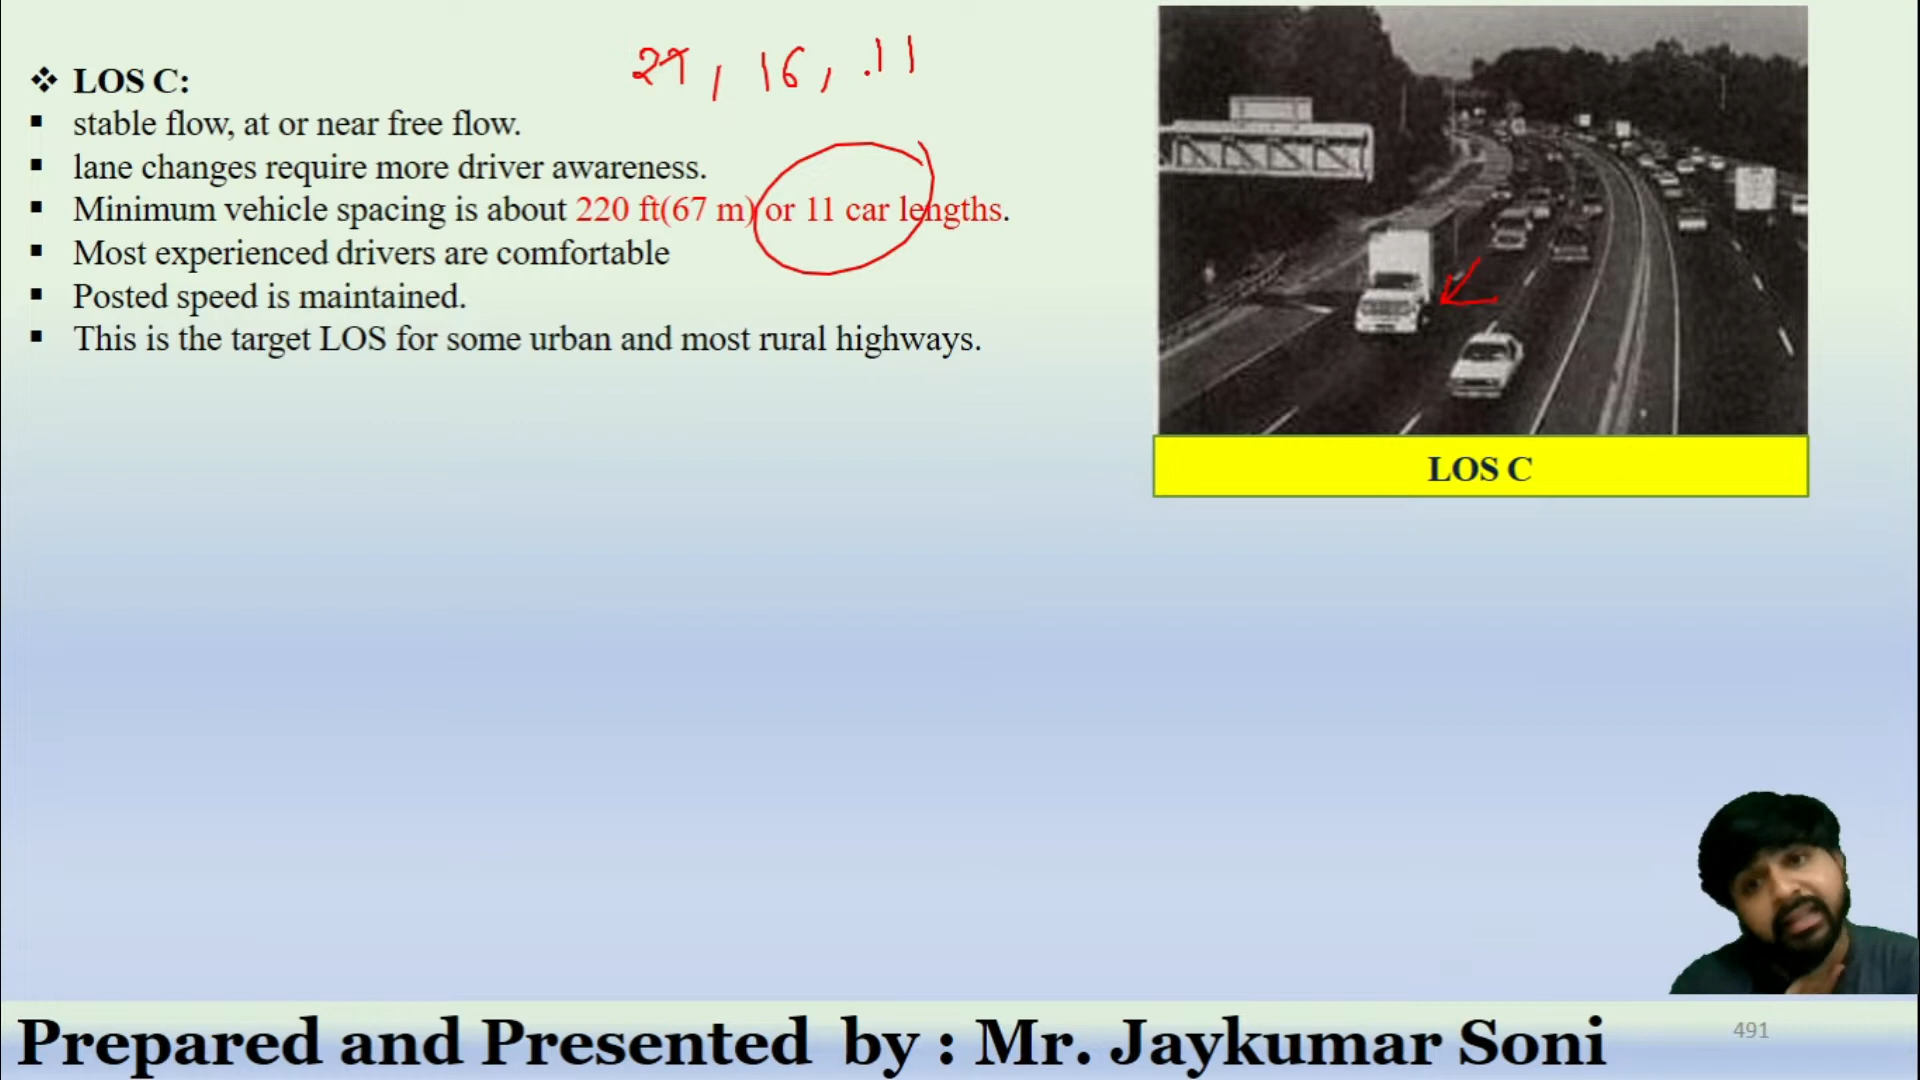 27, 16, .11
❖ LOS C:
▪ stable flow, at or near free flow.
▪ lane changes require more driver awareness.
▪ Minimum vehicle spacing is about 220 ft(67 m) or 11 car lengths.
▪ Most experienced drivers are comfortable
▪ Posted speed is maintained.
▪ This is the target LOS for some urban and most rural highways.
LOS C
Prepared and Presented by : Mr. Jaykumar Soni
491